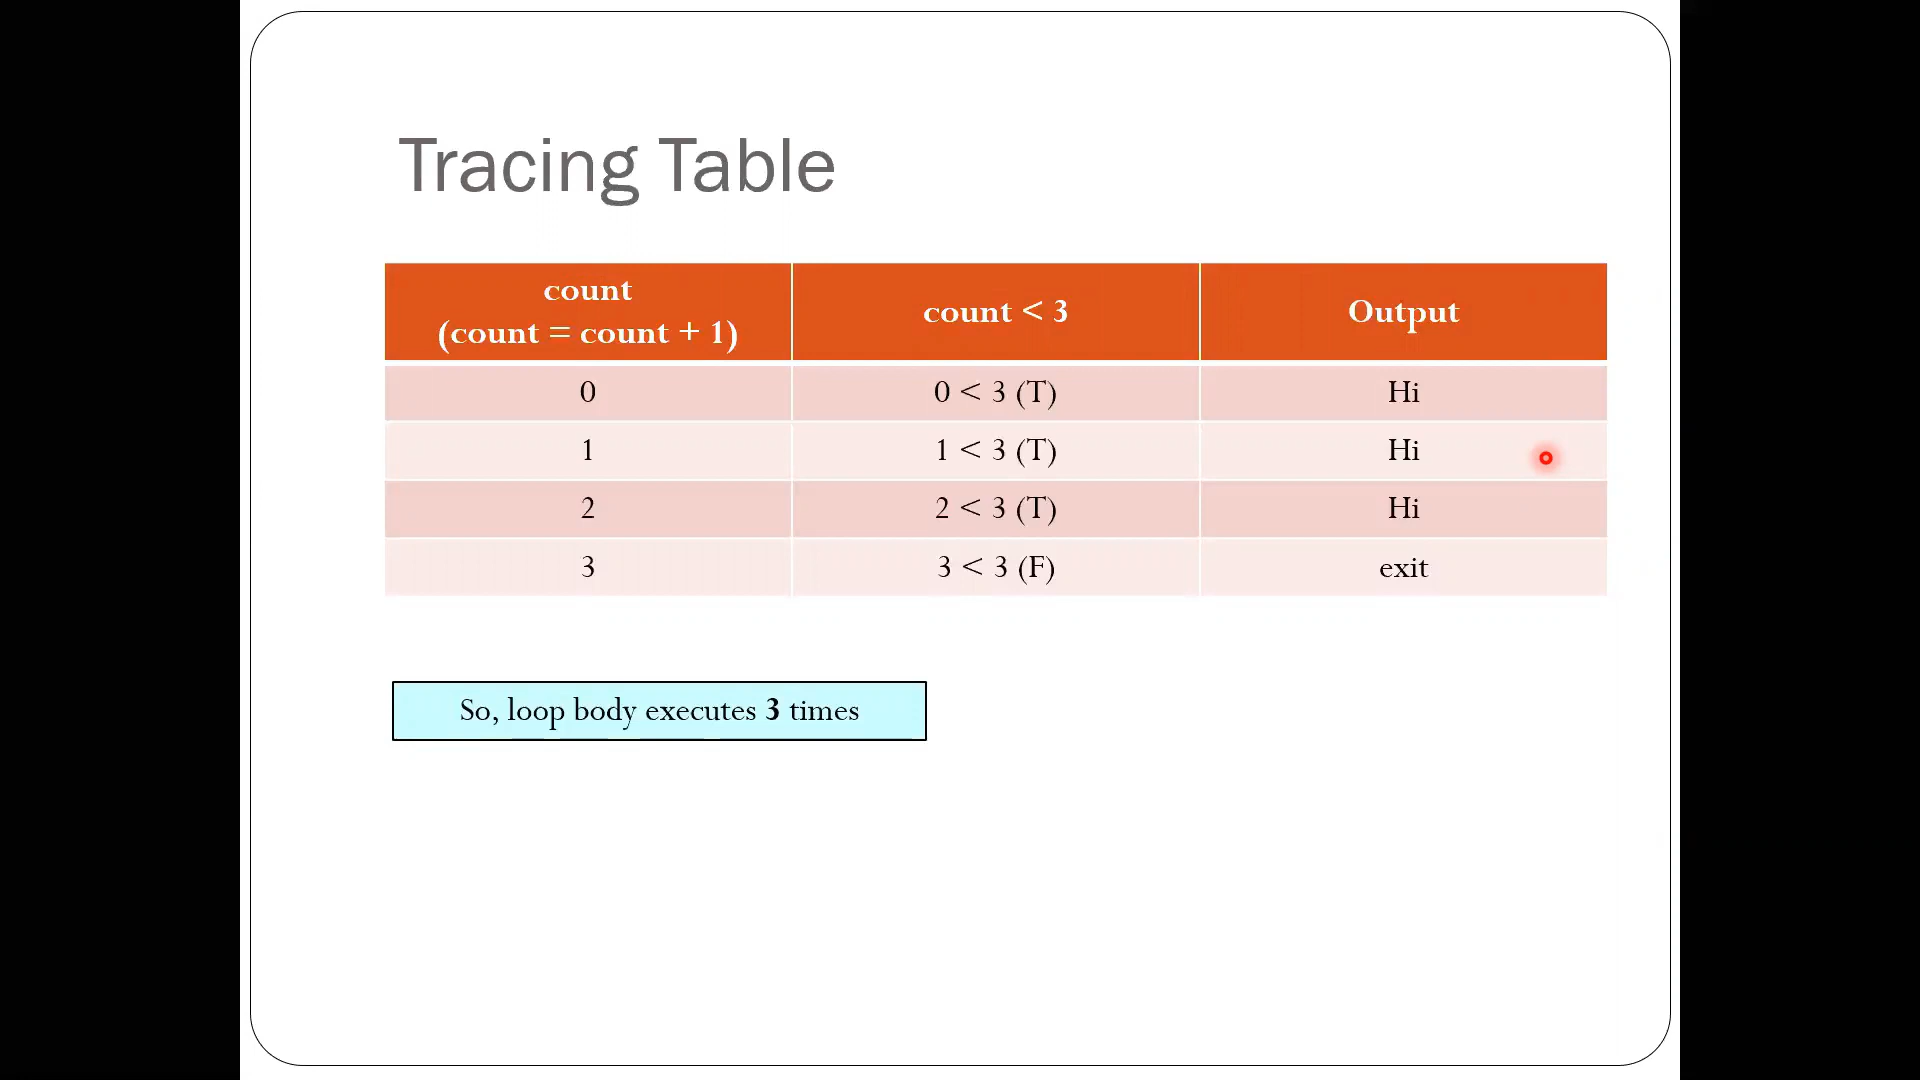 Tracing Table
count
(count = count + 1)
count < 3
Output
0
0 < 3 (T)
Hi
1
1 < 3 (T)
Hi
2
2 < 3 (T)
Hi
3
3 < 3 (F)
exit
So, loop body executes 3 times